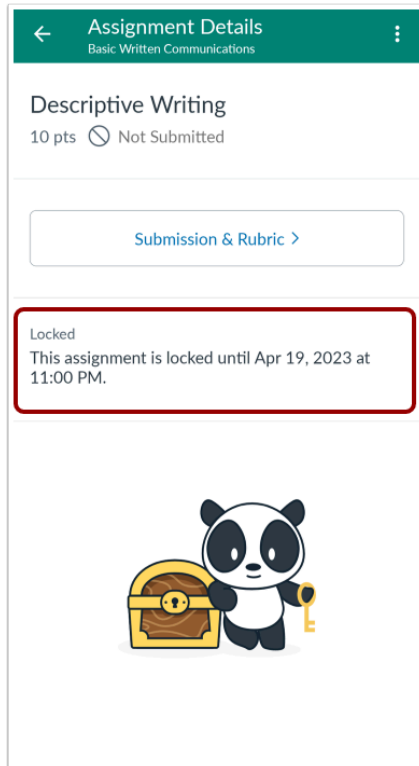 Assignment Details
Basic Written Communications
Descriptive Writing
10 pts Not Submitted
Submission & Rubric >
Locked
This assignment is locked until Apr 19, 2023 at
11:00 PM.